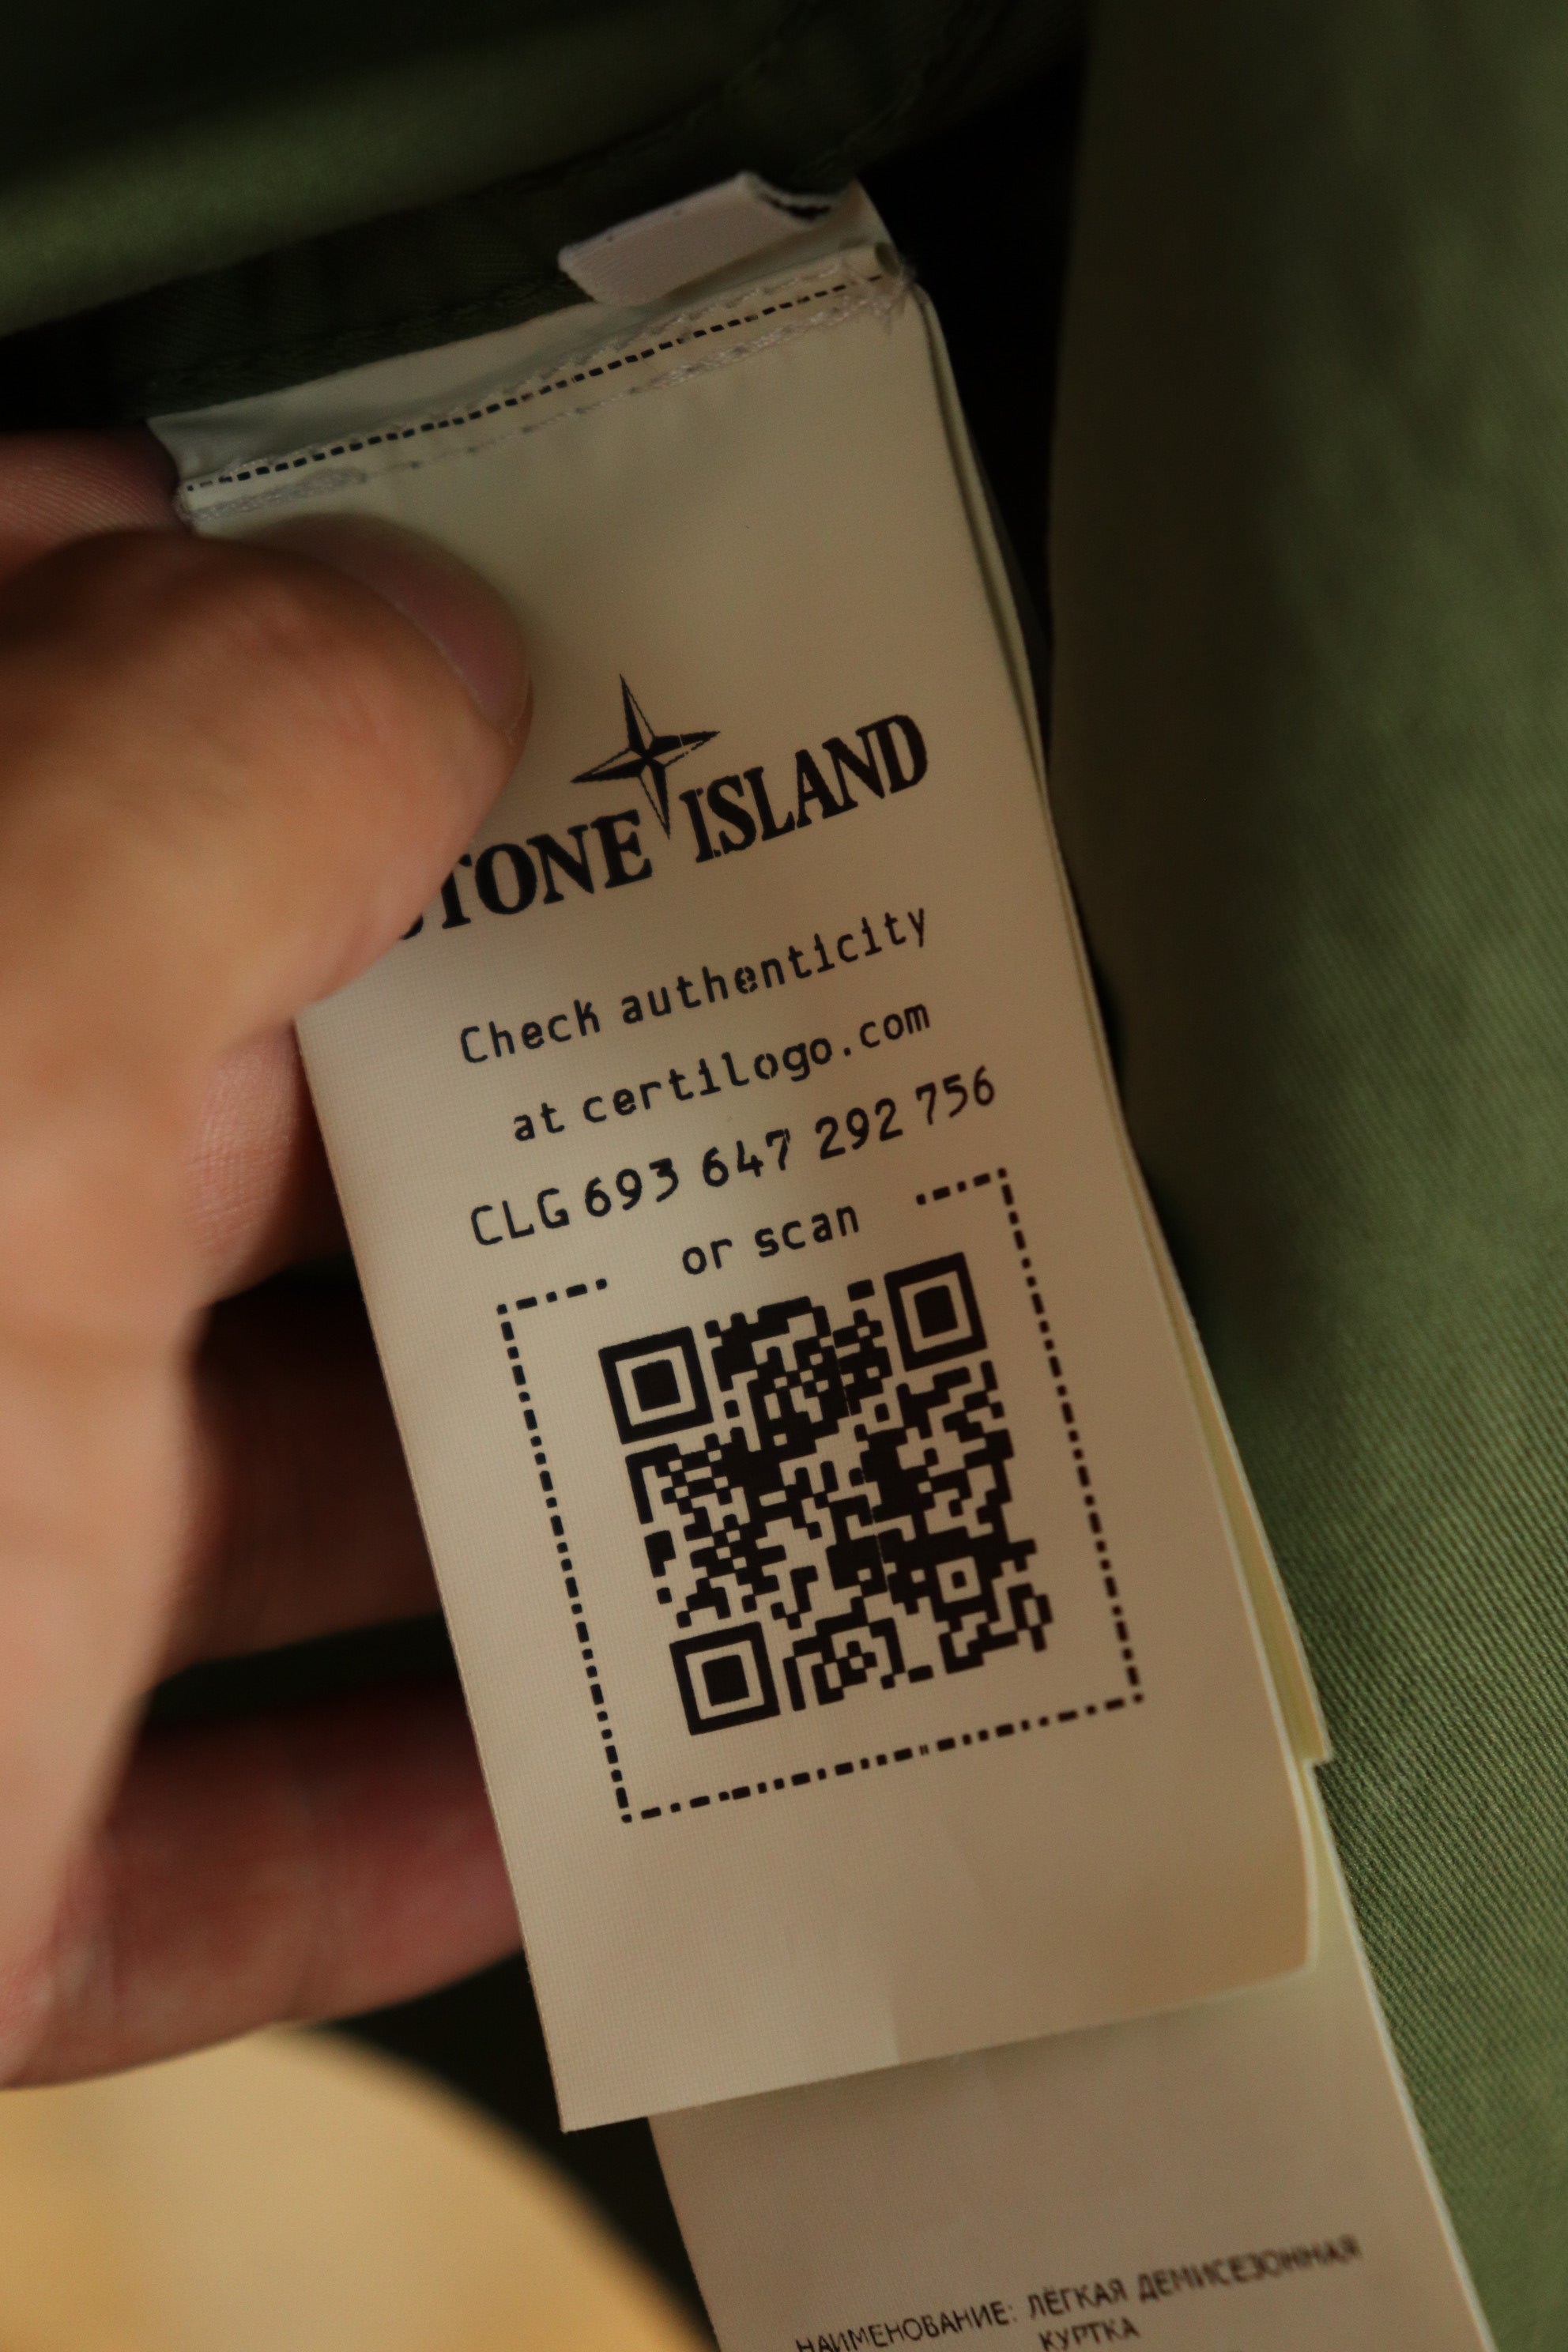 STONE ISLAND
Check authenticity
at certilogo.com
CLG 693 647 292 756
or scan
НАИМЕНОВАНИЕ: ЛЁГКАЯ ДЕМИСЕЗОННАЯ
КУРТКА